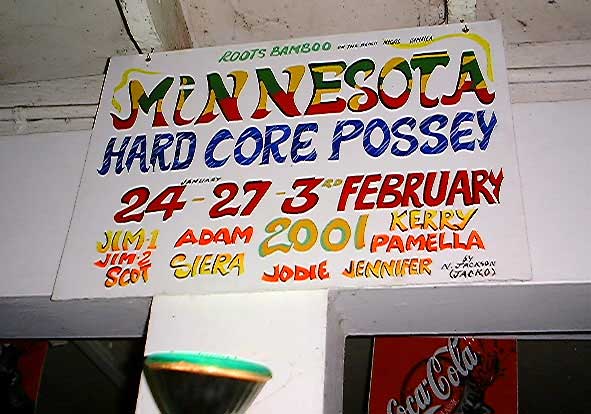 ROOTS BAMBOO ON THE BEACH NEGRIL JAMAICA
MINNESOTA
HARD CORE POSSEY
JANUARY
24-27-3RD FEBRUARY
JIM-1 ADAM 2001 KERRY
JIM-2 PAMELLA
SCOT SIERA JODIE JENNIFER BY
N. JACKSON
(JACKO)
Coca-Cola